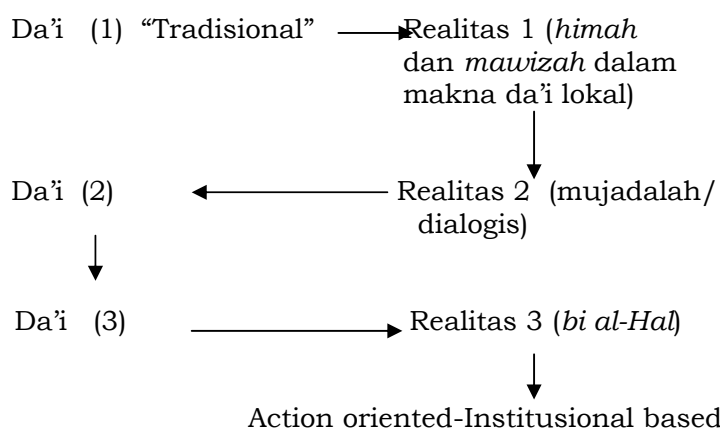 Da’i (1) “Tradisional” Realitas 1 (himah
dan mawizah dalam
makna da’i lokal)
Da’i (2) Realitas 2 (mujadalah/
dialogis)
Da’i (3) Realitas 3 (bi al-Hal)
Action oriented-Institusional based